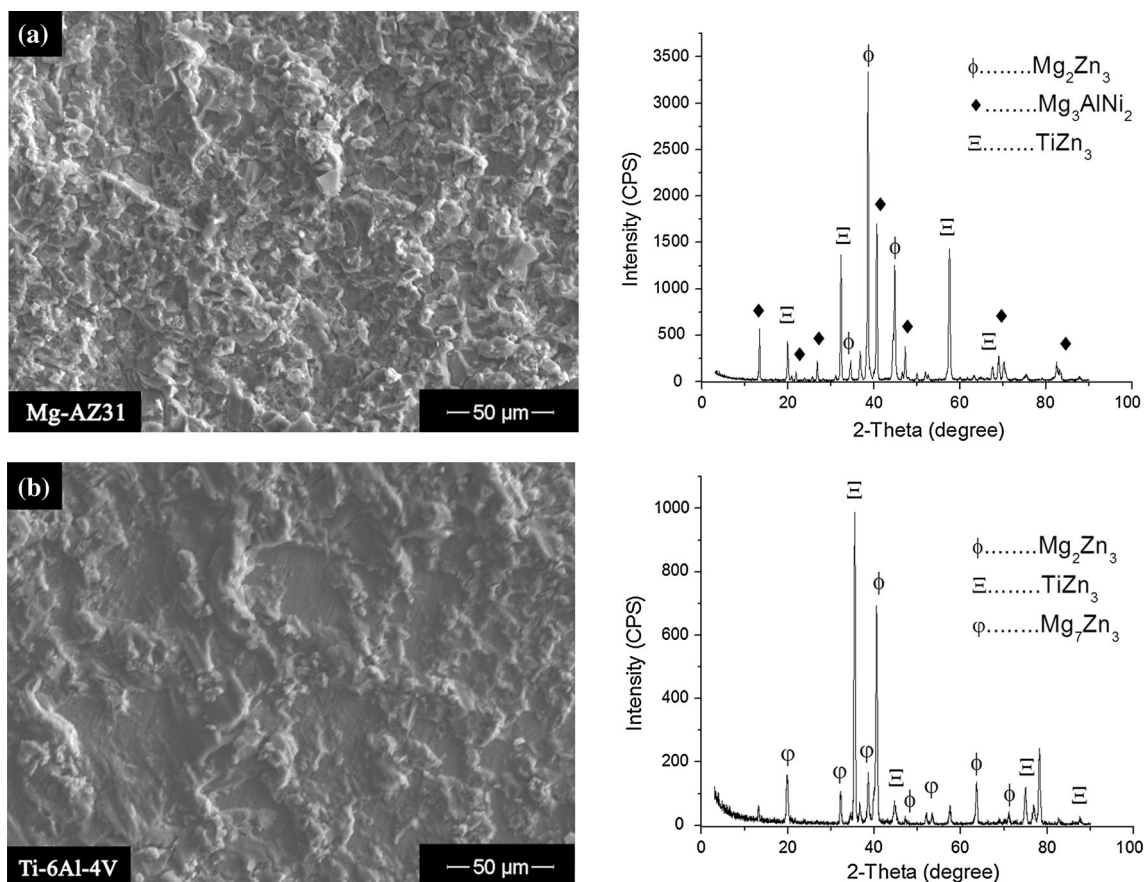 (a)
Mg-AZ31
50 µm
Intensity (CPS)
3500
3000
2500
2000
1500
1000
500
0
0 20 40 60 80 100
2-Theta (degree)
ϕ
♦
Ξ
Ξ
ϕ
ϕ
♦
♦
♦
♦
Ξ
Ξ
♦
♦
ϕ........Mg₂Zn₃
♦........Mg₃AlNi₂
Ξ........TiZn₃
(b)
Ti-6Al-4V
50 µm
Intensity (CPS)
1000
800
600
400
200
0
0 20 40 60 80 100
2-Theta (degree)
Ξ
ϕ
φ
φ
φ
Ξ
ϕ
φ
ϕ
ϕ
Ξ
Ξ
ϕ........Mg₂Zn₃
Ξ........TiZn₃
φ........Mg₇Zn₃